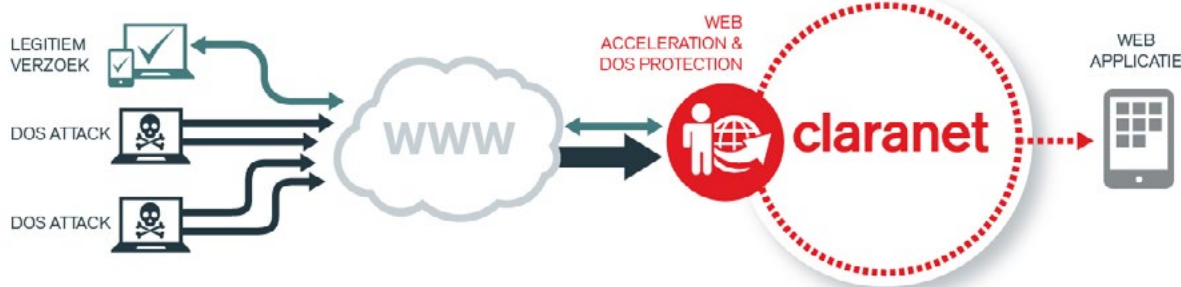 LEGITIEM
VERZOEK
DOS ATTACK
DOS ATTACK
WWW
WEB
ACCELERATION &
DOS PROTECTION
claranet
WEB
APPLICATIE